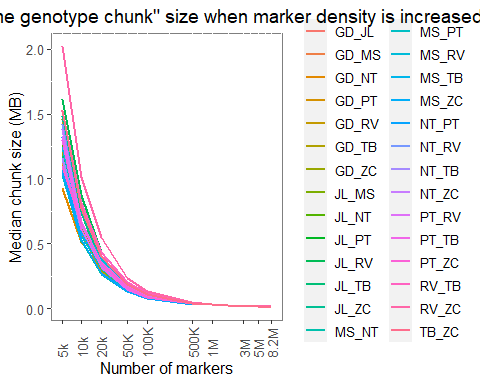 ne genotype chunk" size when marker density is increased
Median chunk size (MB)
2.0
1.5
1.0
0.5
0.0
5k
10k
20k
50K
100K
500K
1M
3M
5M
8.2M
Number of markers
GD_JL
GD_MS
GD_NT
GD_PT
GD_RV
GD_TB
GD_ZC
JL_MS
JL_NT
JL_PT
JL_RV
JL_TB
JL_ZC
MS_NT
MS_PT
MS_RV
MS_TB
MS_ZC
NT_PT
NT_RV
NT_TB
NT_ZC
PT_RV
PT_TB
PT_ZC
RV_TB
RV_ZC
TB_ZC